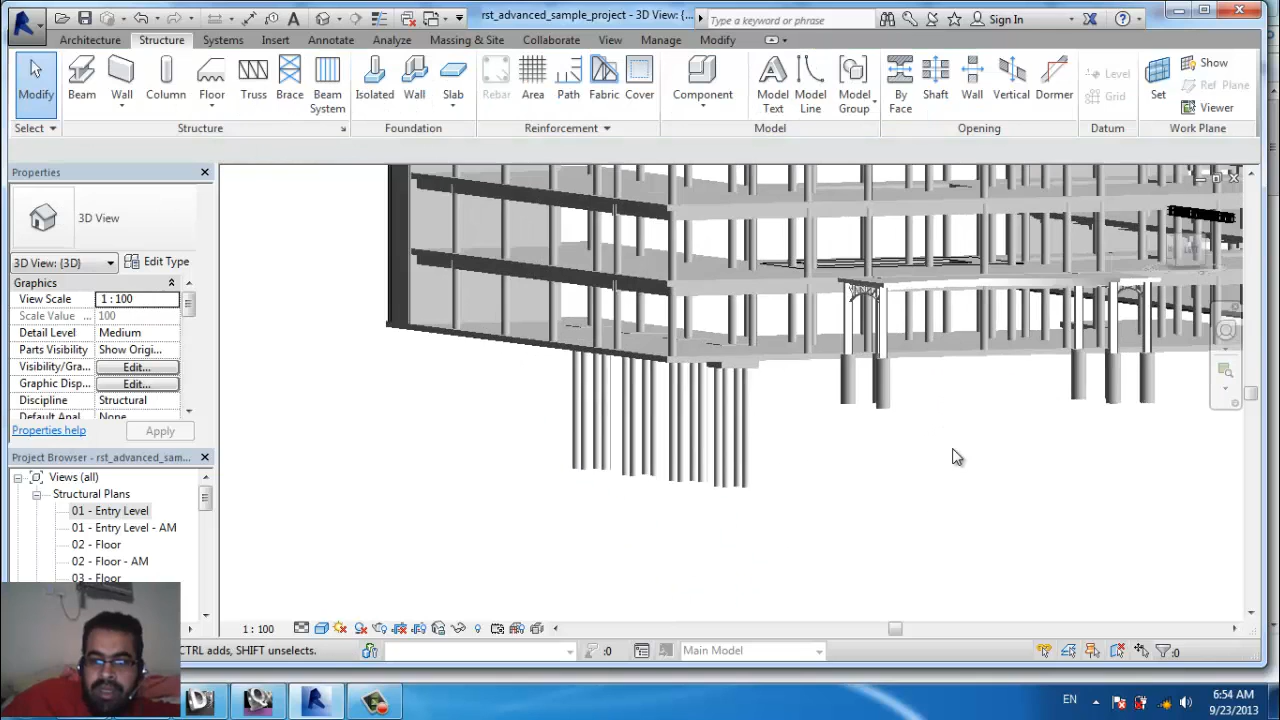 rst_advanced_sample_project - 3D View: {...
Type a keyword or phrase
Sign In
Architecture Structure Systems Insert Annotate Analyze Massing & Site Collaborate View Manage Modify
Modify
Beam
Wall
Column
Floor
Truss
Brace
Beam System
Isolated
Wall
Slab
Rebar
Area
Path
Fabric
Cover
Component
Model Text
Model Line
Model Group
By Face
Shaft
Wall
Vertical
Dormer
Level
Grid
Set
Show
Ref Plane
Viewer
Select
Structure
Foundation
Reinforcement
Model
Opening
Datum
Work Plane
Properties
3D View
3D View: {3D}
Edit Type
Graphics
View Scale 1 : 100
Scale Value ... 100
Detail Level Medium
Parts Visibility Show Origi...
Visibility/Gra... Edit...
Graphic Disp... Edit...
Discipline Structural
Default Anal... None
Properties help
Apply
Project Browser - rst_advanced_sam...
Views (all)
Structural Plans
01 - Entry Level
01 - Entry Level - AM
02 - Floor
02 - Floor - AM
03 - Floor
1 : 100
CTRL adds, SHIFT unselects.
:0
Main Model
:0
EN
6:54 AM
9/23/2013